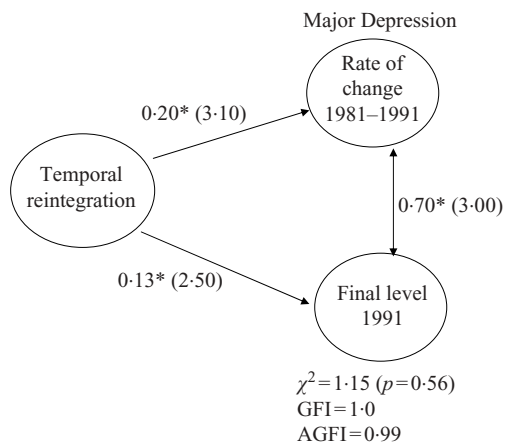 Major Depression
Rate of
change
1981–1991
0·20* (3·10)
Temporal
reintegration
0·70* (3·00)
0·13* (2·50)
Final level
1991
χ²=1·15 (p=0·56)
GFI=1·0
AGFI=0·99